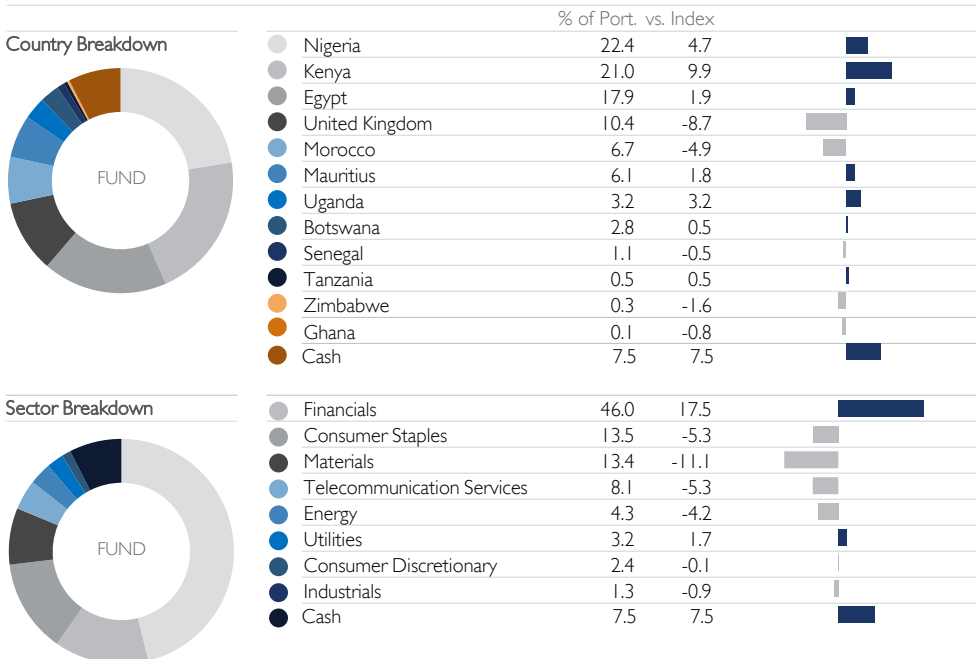 % of Port. vs. Index
Country Breakdown
FUND
Nigeria 22.4 4.7
Kenya 21.0 9.9
Egypt 17.9 1.9
United Kingdom 10.4 -8.7
Morocco 6.7 -4.9
Mauritius 6.1 1.8
Uganda 3.2 3.2
Botswana 2.8 0.5
Senegal 1.1 -0.5
Tanzania 0.5 0.5
Zimbabwe 0.3 -1.6
Ghana 0.1 -0.8
Cash 7.5 7.5
Sector Breakdown
FUND
Financials 46.0 17.5
Consumer Staples 13.5 -5.3
Materials 13.4 -11.1
Telecommunication Services 8.1 -5.3
Energy 4.3 -4.2
Utilities 3.2 1.7
Consumer Discretionary 2.4 -0.1
Industrials 1.3 -0.9
Cash 7.5 7.5